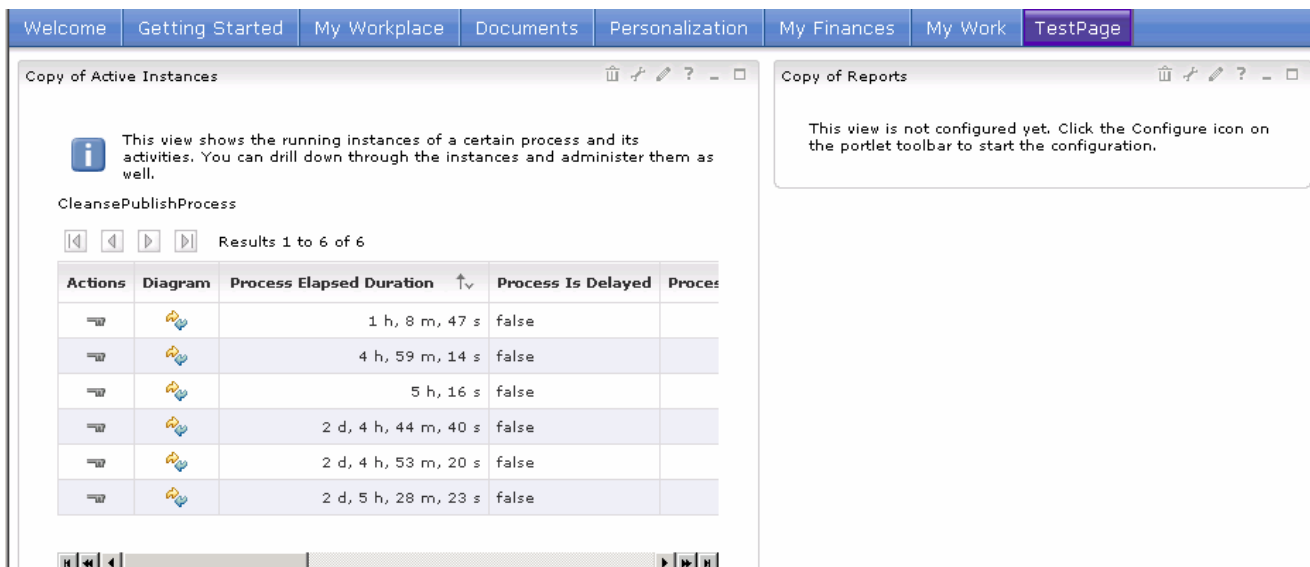 Welcome Getting Started My Workplace Documents Personalization My Finances My Work TestPage
Copy of Active Instances
This view shows the running instances of a certain process and its
activities. You can drill down through the instances and administer them as
well.
CleansePublishProcess
Results 1 to 6 of 6
Actions Diagram Process Elapsed Duration Process Is Delayed Proces
1 h, 8 m, 47 s false
4 h, 59 m, 14 s false
5 h, 16 s false
2 d, 4 h, 44 m, 40 s false
2 d, 4 h, 53 m, 20 s false
2 d, 5 h, 28 m, 23 s false
Copy of Reports
This view is not configured yet. Click the Configure icon on
the portlet toolbar to start the configuration.